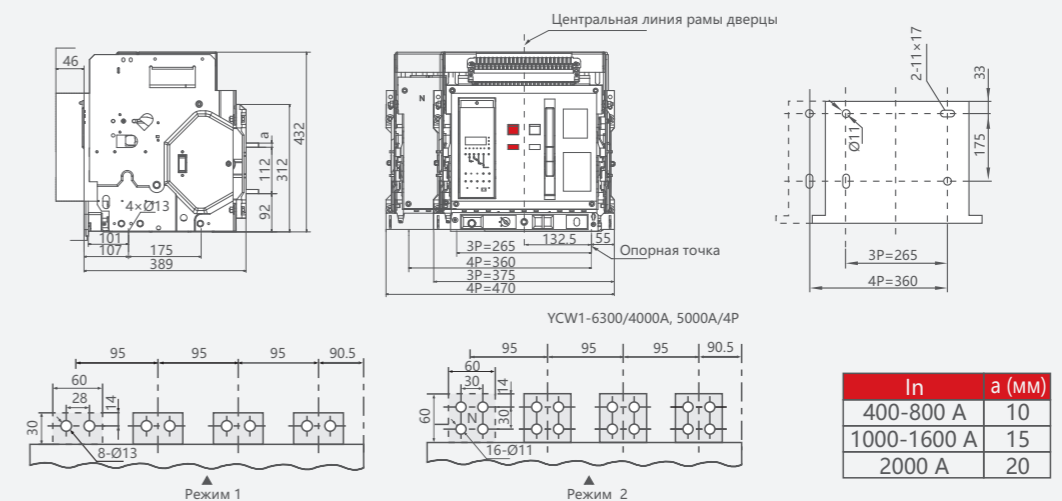 Центральная линия рамы дверцы
46
432
312
a
112
92
4×Ø13
101
107
175
389
N
0
132.5
55
3P=265
4P=360
3P=375
4P=470
Опорная точка
2-11×17
33
Ø11
175
3P=265
4P=360
YCW1-6300/4000A, 5000A/4P
95
95
95
90.5
60
28
14
30
8-Ø13
Режим 1
95
95
95
90.5
60
30
14
60
30
N
16-Ø11
Режим 2
In a (мм)
400-800 A 10
1000-1600 A 15
2000 A 20